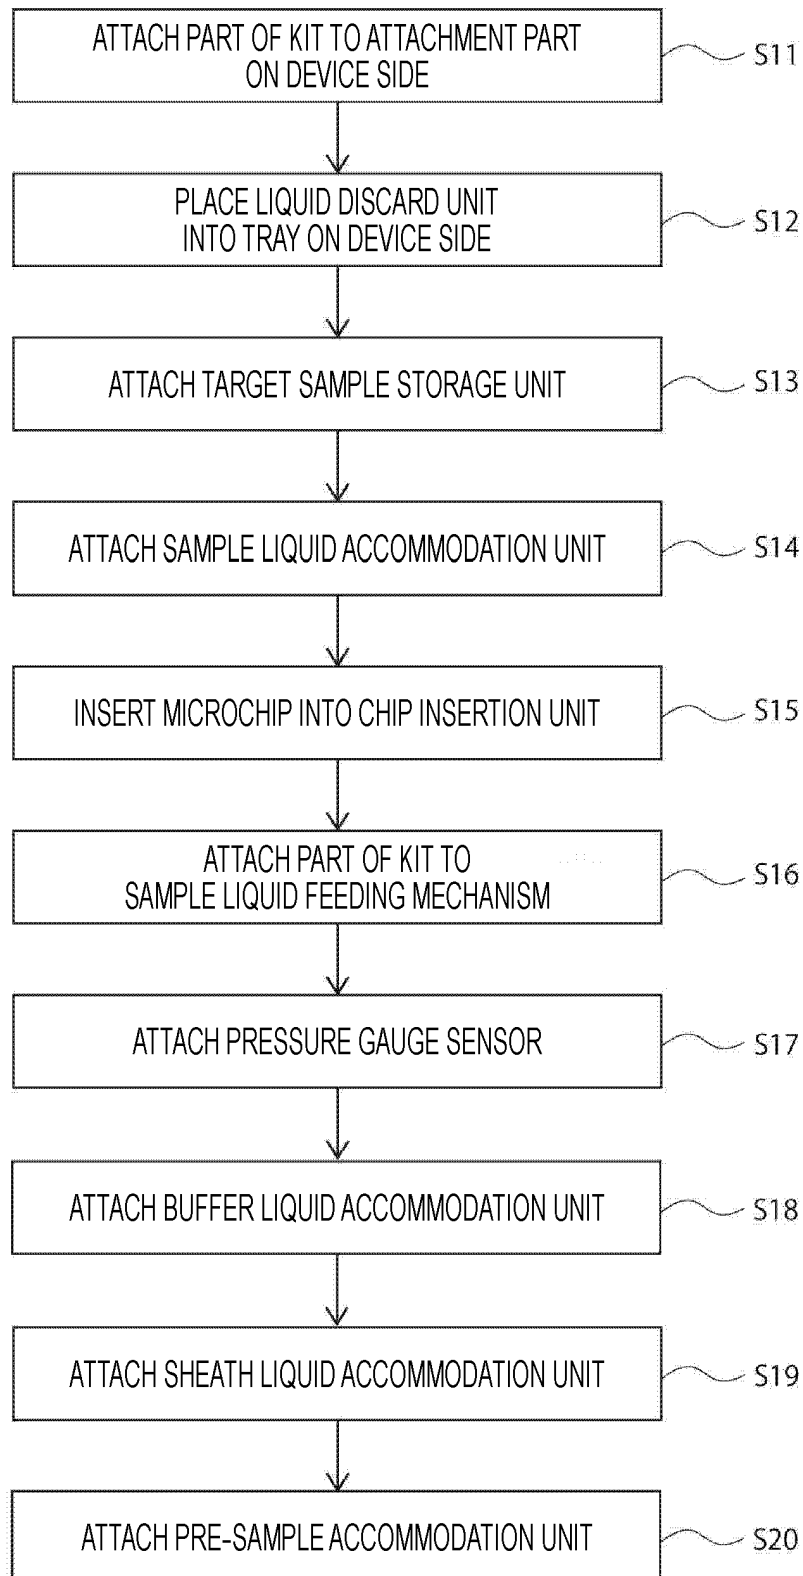 ATTACH PART OF KIT TO ATTACHMENT PART
ON DEVICE SIDE
S11
PLACE LIQUID DISCARD UNIT
INTO TRAY ON DEVICE SIDE
S12
ATTACH TARGET SAMPLE STORAGE UNIT
S13
ATTACH SAMPLE LIQUID ACCOMMODATION UNIT
S14
INSERT MICROCHIP INTO CHIP INSERTION UNIT
S15
ATTACH PART OF KIT TO
SAMPLE LIQUID FEEDING MECHANISM
S16
ATTACH PRESSURE GAUGE SENSOR
S17
ATTACH BUFFER LIQUID ACCOMMODATION UNIT
S18
ATTACH SHEATH LIQUID ACCOMMODATION UNIT
S19
ATTACH PRE-SAMPLE ACCOMMODATION UNIT
S20